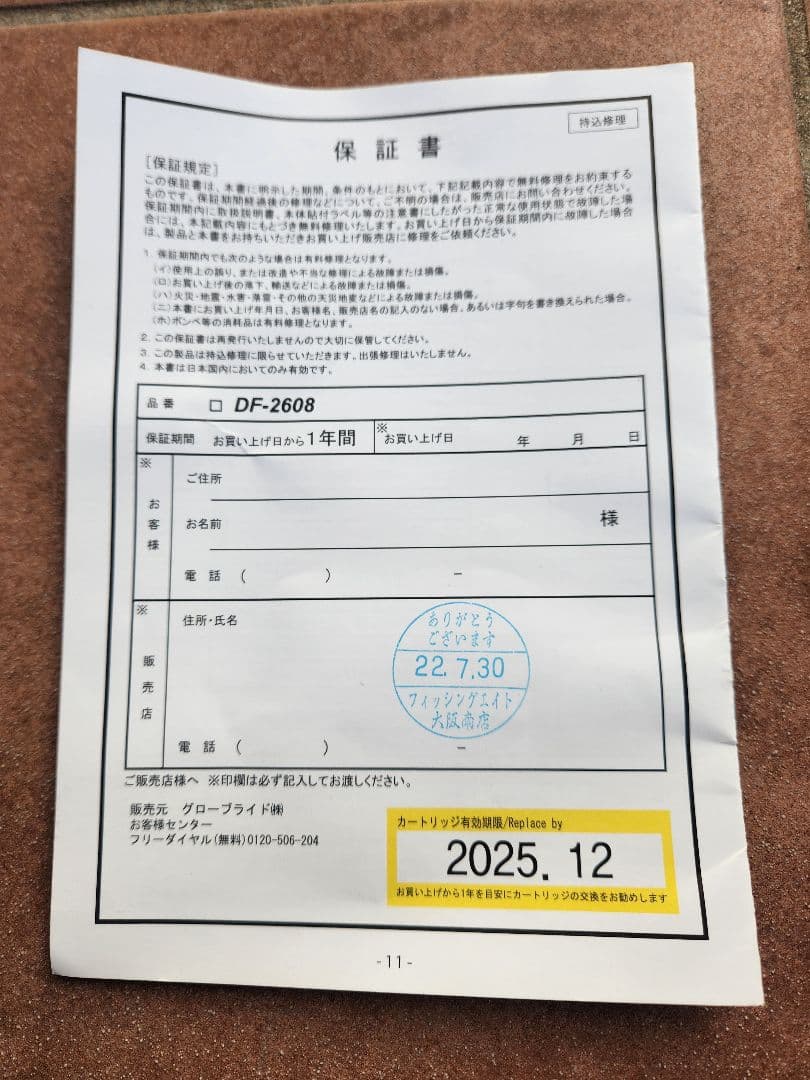 持込修理
保証書
[保証規定]
この保証書は、本書に明示した期間、条件のもとにおいて、下記記載内容で無料修理をお約束する
ものです。保証期間経過後の修理などについて、ご不明の場合は、販売店にお問い合わせください。
保証期間内に取扱説明書、本体貼付ラベル等の注意書にしたがった正常な使用状態で故障した場
合には、本記載内容にもとづき無料修理いたします。お買い上げ日から保証期間内に故障した場合
は、製品と本書をお持ちいただきお買い上げ販売店に修理をご依頼ください。
1. 保証期間内でも次のような場合は有料修理となります。
(イ)使用上の誤り、または改造や不当な修理による故障または損傷。
(ロ)お買い上げ後の落下、輸送などによる故障または損傷。
(ハ)火災・地震・水害・落雷・その他の天災地変などによる故障または損傷。
(ニ)本書にお買い上げ年月日、お客様名、販売店名の記入のない場合、あるいは字句を書き換えられた場合。
(ホ)ボンベ等の消耗品は有料修理となります。
2. この保証書は再発行いたしませんので大切に保管してください。
3. この製品は持込修理に限らせていただきます。出張修理はいたしません。
4. 本書は日本国内においてのみ有効です。
品番 □ DF-2608
保証期間 お買い上げ日から1年間 ※お買い上げ日 年 月 日
※お客様
ご住所
お名前 様
電話 ( ) －
※販売店
住所・氏名
ありがとう
ございます
22.7.30
フィッシングエイト
大阪南店
電話 ( ) －
ご販売店様へ ※印欄は必ず記入してお渡しください。
販売元 グローブライド㈱
お客様センター
フリーダイヤル(無料)0120-506-204
カートリッジ有効期限/Replace by
2025. 12
お買い上げから1年を目安にカートリッジの交換をお勧めします
-11-